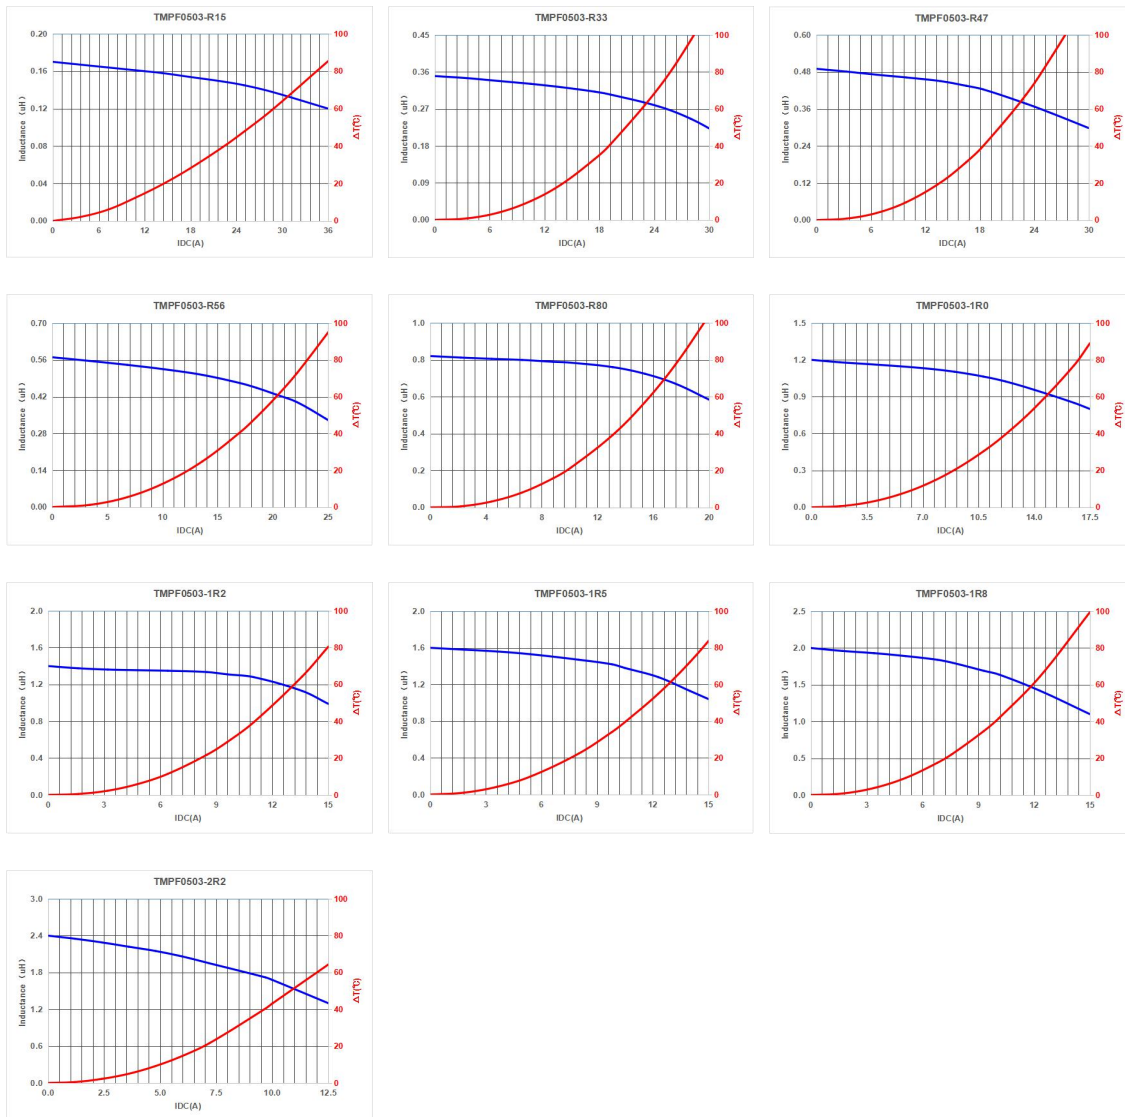 TMPF0503-R15
0.20
0.16
0.12
0.08
0.04
0.00
Inductance（uH）
100
80
60
40
20
0
ΔT(℃)
0 6 12 18 24 30 36
IDC(A)
TMPF0503-R33
0.45
0.36
0.27
0.18
0.09
0.00
Inductance（uH）
100
80
60
40
20
0
ΔT(℃)
0 6 12 18 24 30
IDC(A)
TMPF0503-R47
0.60
0.48
0.36
0.24
0.12
0.00
Inductance（uH）
100
80
60
40
20
0
ΔT(℃)
0 6 12 18 24 30
IDC(A)
TMPF0503-R56
0.70
0.56
0.42
0.28
0.14
0.00
Inductance（uH）
100
80
60
40
20
0
ΔT(℃)
0 5 10 15 20 25
IDC(A)
TMPF0503-R80
1.0
0.8
0.6
0.4
0.2
0.0
Inductance（uH）
100
80
60
40
20
0
ΔT(℃)
0 4 8 12 16 20
IDC(A)
TMPF0503-1R0
1.5
1.2
0.9
0.6
0.3
0.0
Inductance（uH）
100
80
60
40
20
0
ΔT(℃)
0.0 3.5 7.0 10.5 14.0 17.5
IDC(A)
TMPF0503-1R2
2.0
1.6
1.2
0.8
0.4
0.0
Inductance（uH）
100
80
60
40
20
0
ΔT(℃)
0 3 6 9 12 15
IDC(A)
TMPF0503-1R5
2.0
1.6
1.2
0.8
0.4
0.0
Inductance（uH）
100
80
60
40
20
0
ΔT(℃)
0 3 6 9 12 15
IDC(A)
TMPF0503-1R8
2.5
2.0
1.5
1.0
0.5
0.0
Inductance（uH）
100
80
60
40
20
0
ΔT(℃)
0 3 6 9 12 15
IDC(A)
TMPF0503-2R2
3.0
2.4
1.8
1.2
0.6
0.0
Inductance（uH）
100
80
60
40
20
0
ΔT(℃)
0.0 2.5 5.0 7.5 10.0 12.5
IDC(A)